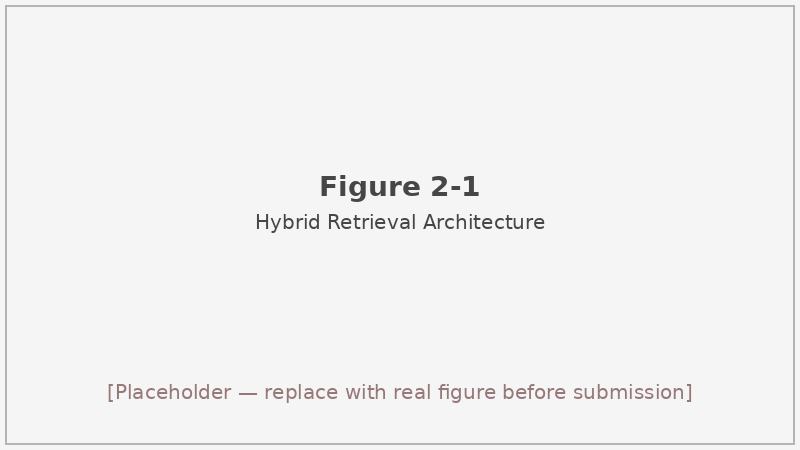 Figure 2-1
Hybrid Retrieval Architecture
[Placeholder — replace with real figure before submission]